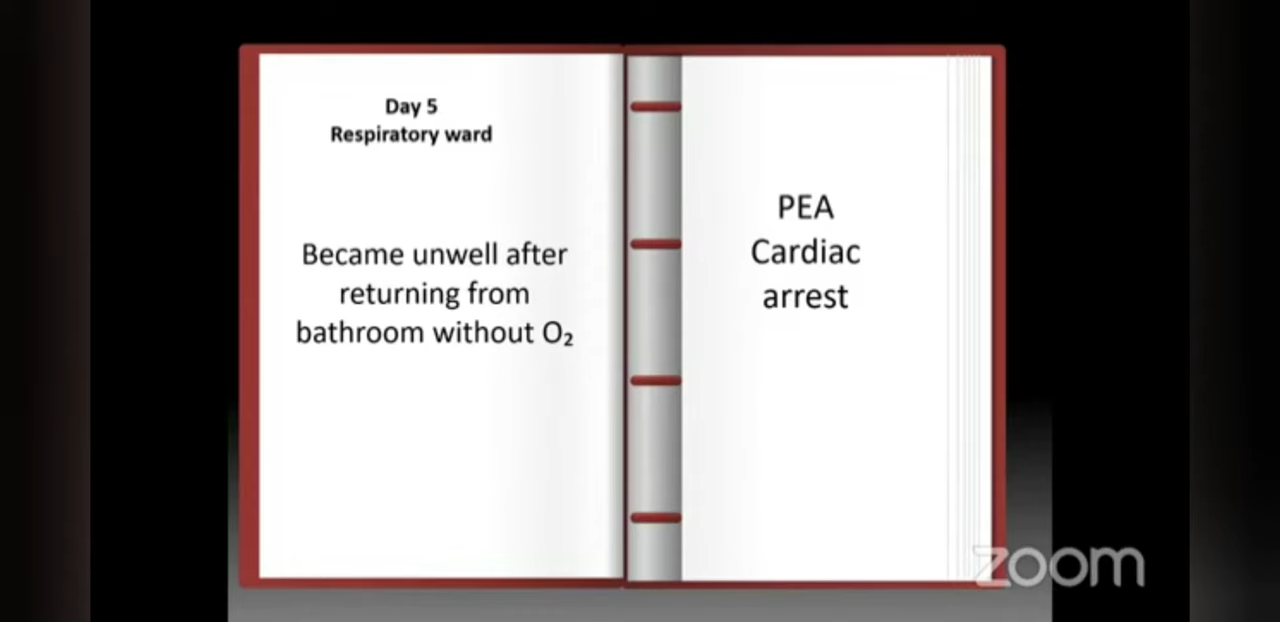 Day 5
Respiratory ward
Became unwell after
returning from
bathroom without O₂
PEA
Cardiac
arrest
zoom